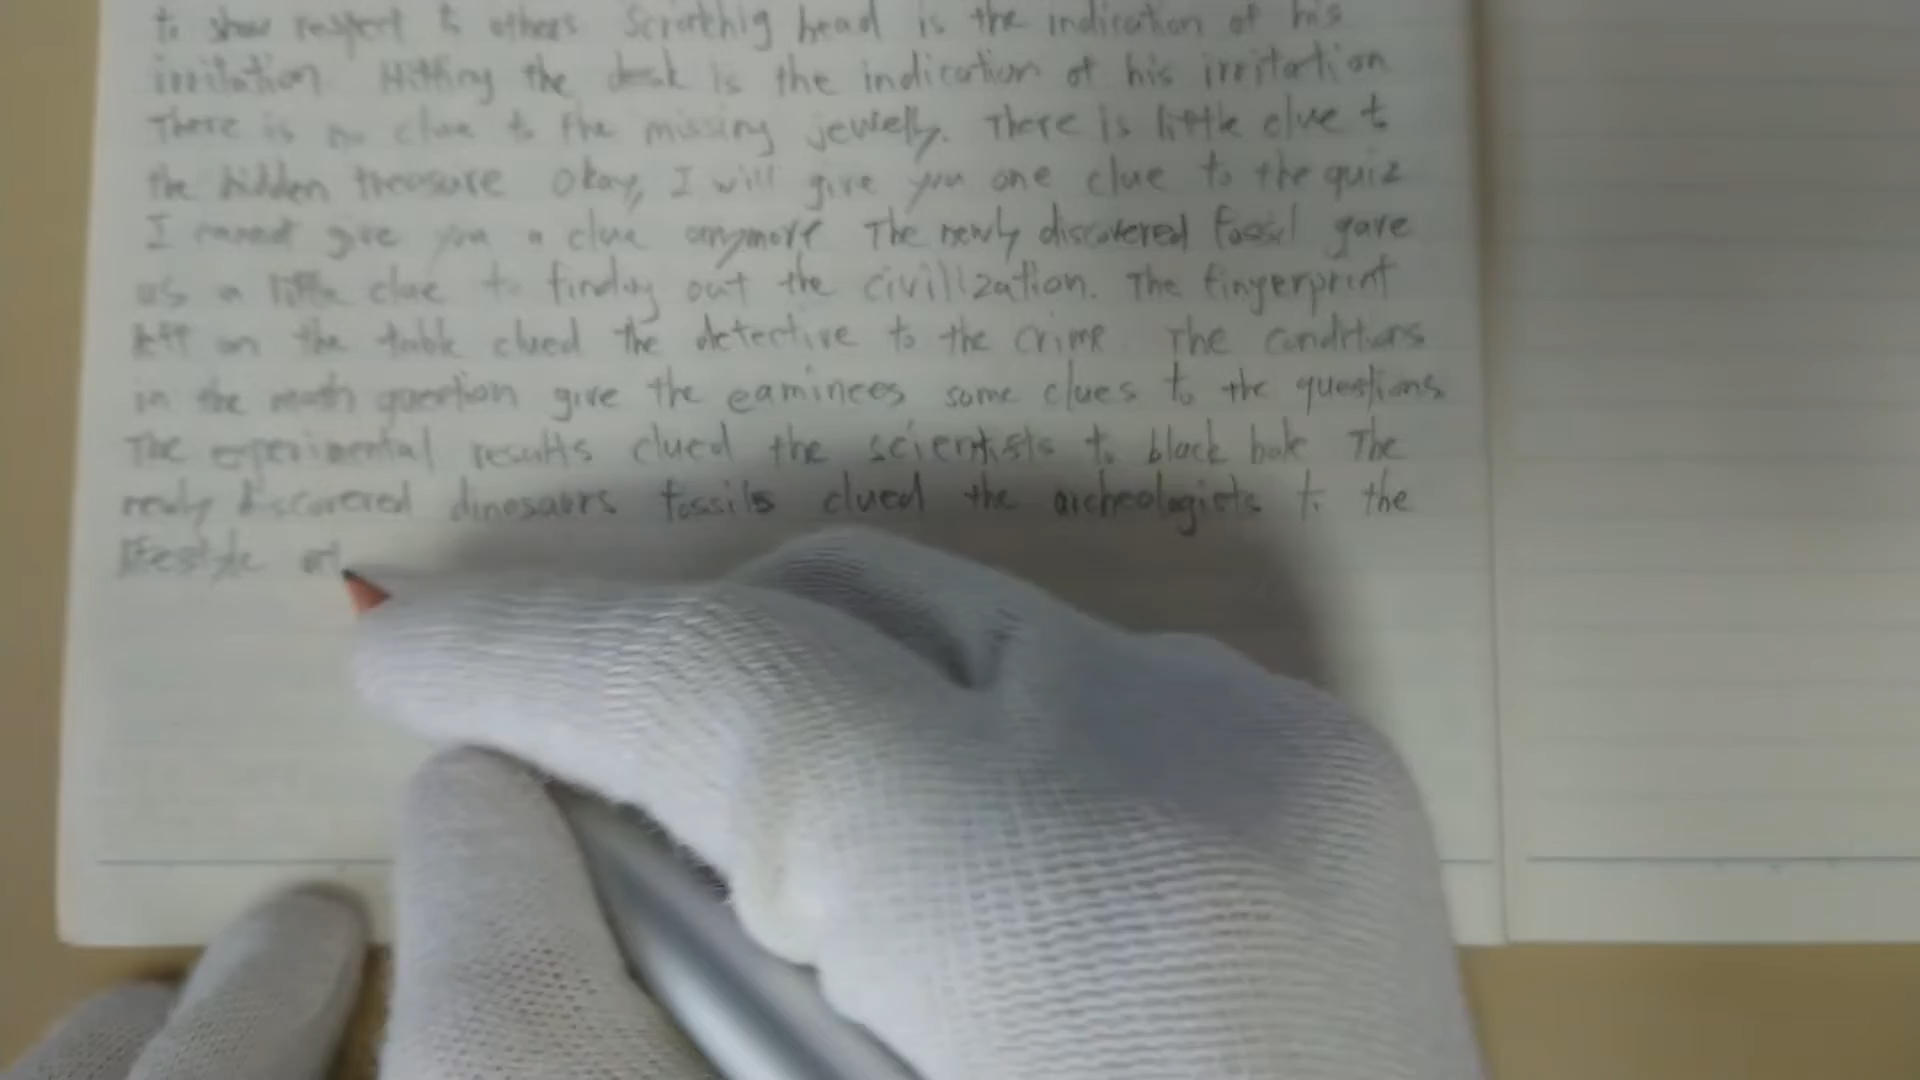 to show respect to others Scratchig head is the indication of his
irritation Hitting the desk is the indication of his irritation
There is no clue to the missing jewelly. There is little clue to
the hidden treasure Okay, I will give you one clue to the quiz
I cannot give you a clue anymore The newly discovered fossil gave
us a little clue to finding out the civilization. The fingerprint
left on the table clued the detective to the crime The conditions
in the math question give the eaminees some clues to the questions
The experimental results clued the scientists to black hole The
newly discovered dinosaurs fossils clued the archeologists to the
lifestyle